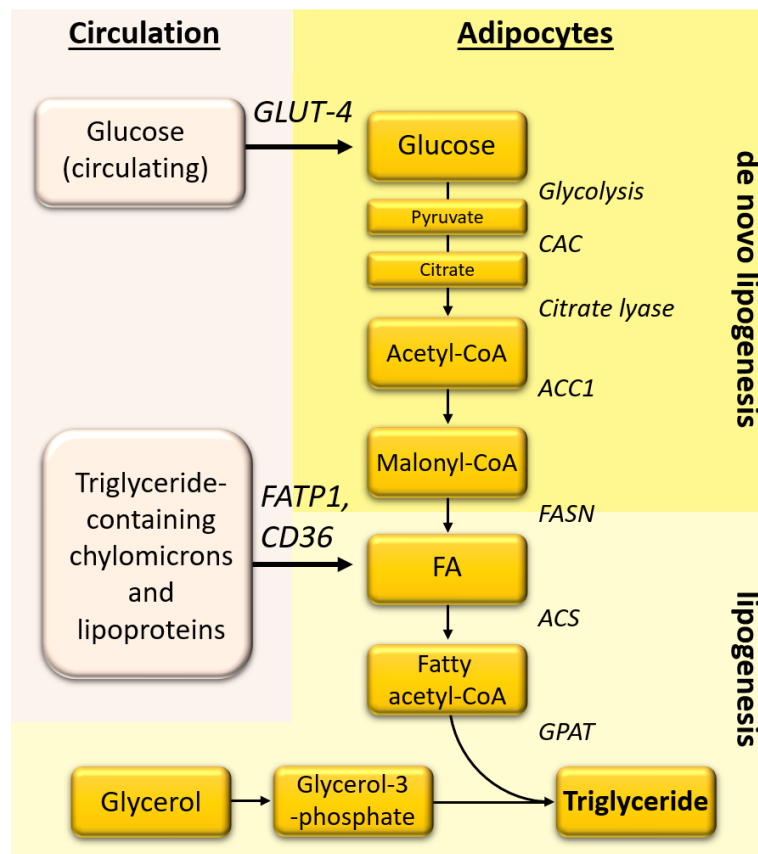 Circulation
Adipocytes
GLUT-4
Glucose
(circulating)
Glucose
Glycolysis
Pyruvate
CAC
Citrate
Citrate lyase
Acetyl-CoA
ACC1
Malonyl-CoA
FASN
de novo lipogenesis
Triglyceride-
containing
chylomicrons
and
lipoproteins
FATP1,
CD36
FA
ACS
Fatty
acetyl-CoA
GPAT
lipogenesis
Glycerol
Glycerol-3
-phosphate
Triglyceride